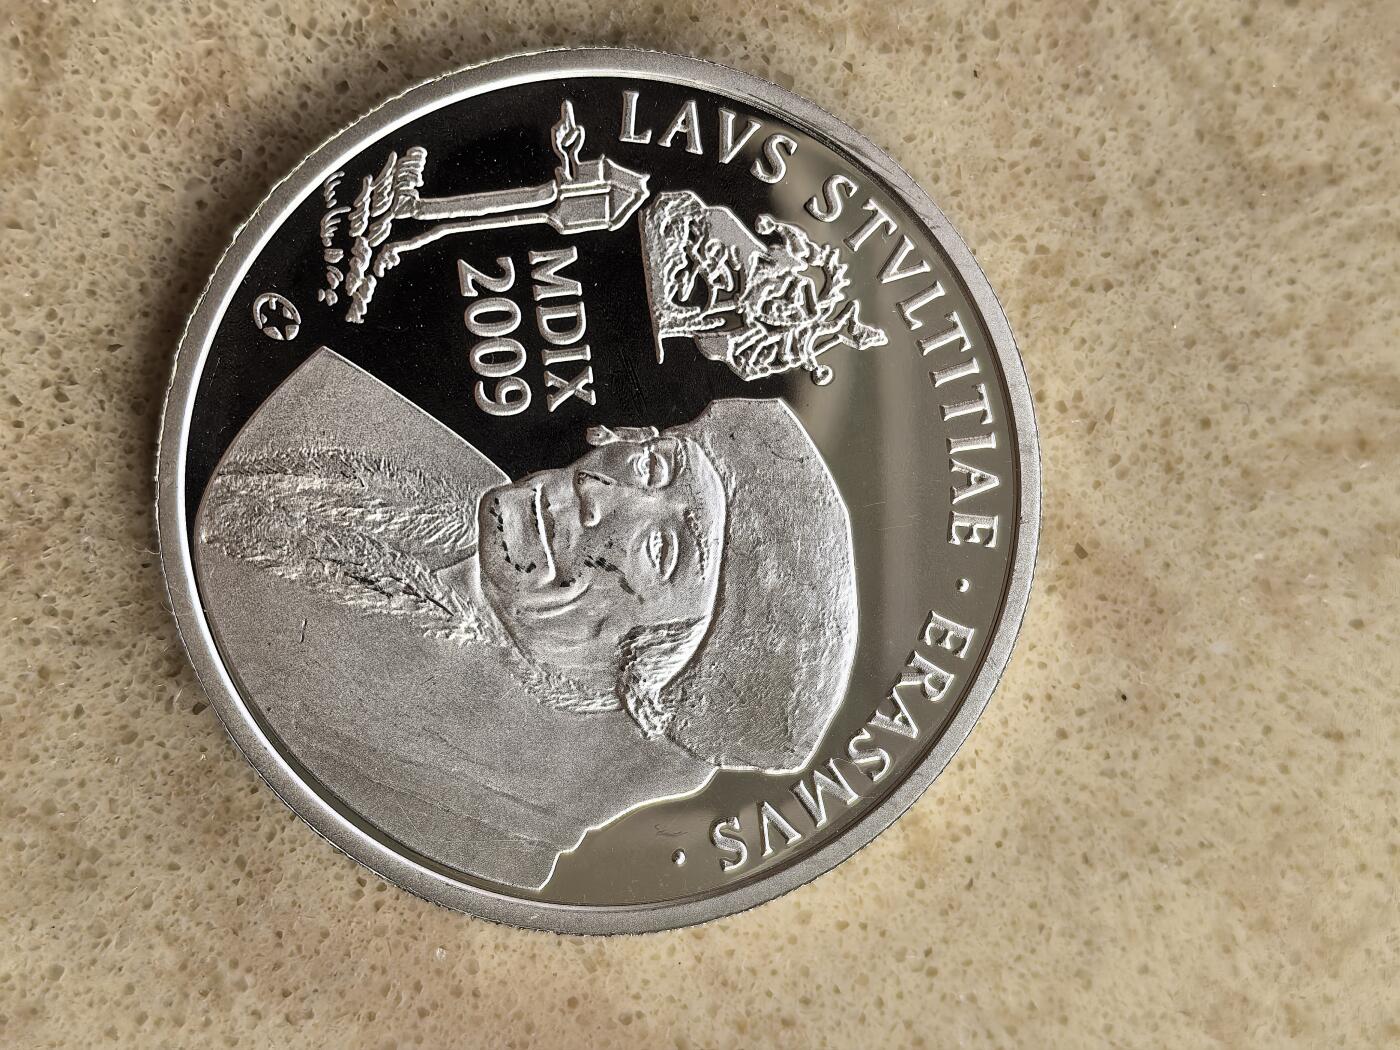 LAVS STVLTITIAE · ERASMVS ·
MDIX
2009